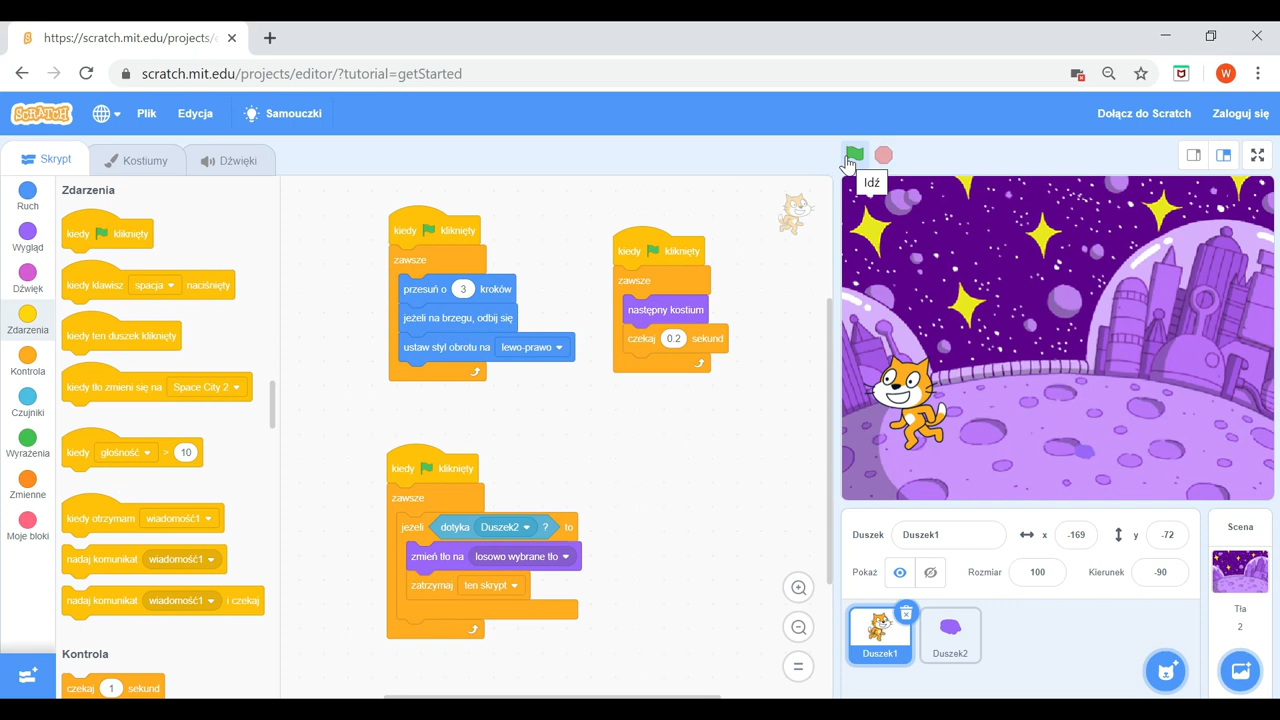 https://scratch.mit.edu/projects/e
scratch.mit.edu/projects/editor/?tutorial=getStarted
W
SCRATCH
Plik
Edycja
Samouczki
Dołącz do Scratch
Zaloguj się
Skrypt
Kostiumy
Dźwięki
Idź
Ruch
Wygląd
Dźwięk
Zdarzenia
Kontrola
Czujniki
Wyrażenia
Zmienne
Moje bloki
Zdarzenia
kiedy kliknięty
kiedy klawisz spacja naciśnięty
kiedy ten duszek kliknięty
kiedy tło zmieni się na Space City 2
kiedy głośność > 10
kiedy otrzymam wiadomość1
nadaj komunikat wiadomość1
nadaj komunikat wiadomość1 i czekaj
Kontrola
czekaj 1 sekund
kiedy kliknięty
zawsze
przesuń o 3 kroków
jeżeli na brzegu, odbij się
ustaw styl obrotu na lewo-prawo
kiedy kliknięty
zawsze
następny kostium
czekaj 0.2 sekund
kiedy kliknięty
zawsze
jeżeli dotyka Duszek2 ? to
zmień tło na losowo wybrane tło
zatrzymaj ten skrypt
Duszek Duszek1 x -169 y -72
Pokaż Rozmiar 100 Kierunek -90
Duszek1
Duszek2
Scena
Tła
2